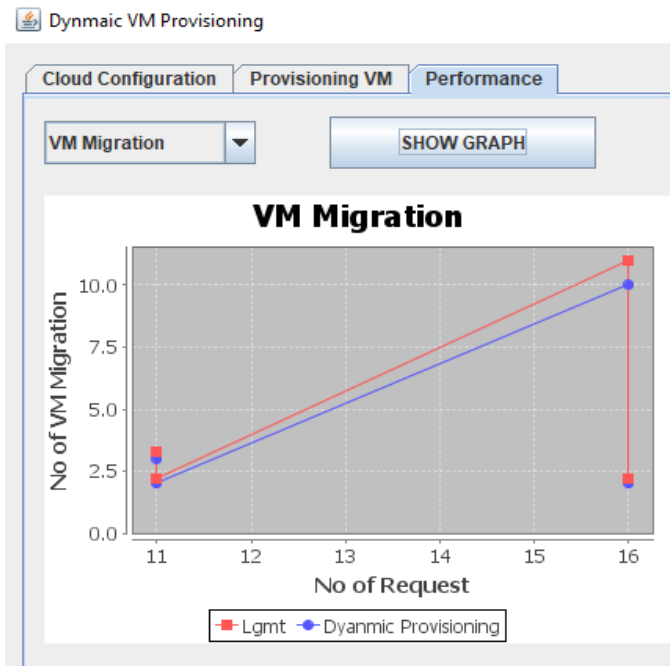 Dynmaic VM Provisioning
Cloud Configuration Provisioning VM Performance
VM Migration SHOW GRAPH
VM Migration
No of VM Migration
10.0
7.5
5.0
2.5
0.0
11 12 13 14 15 16
No of Request
Lgmt Dyanmic Provisioning